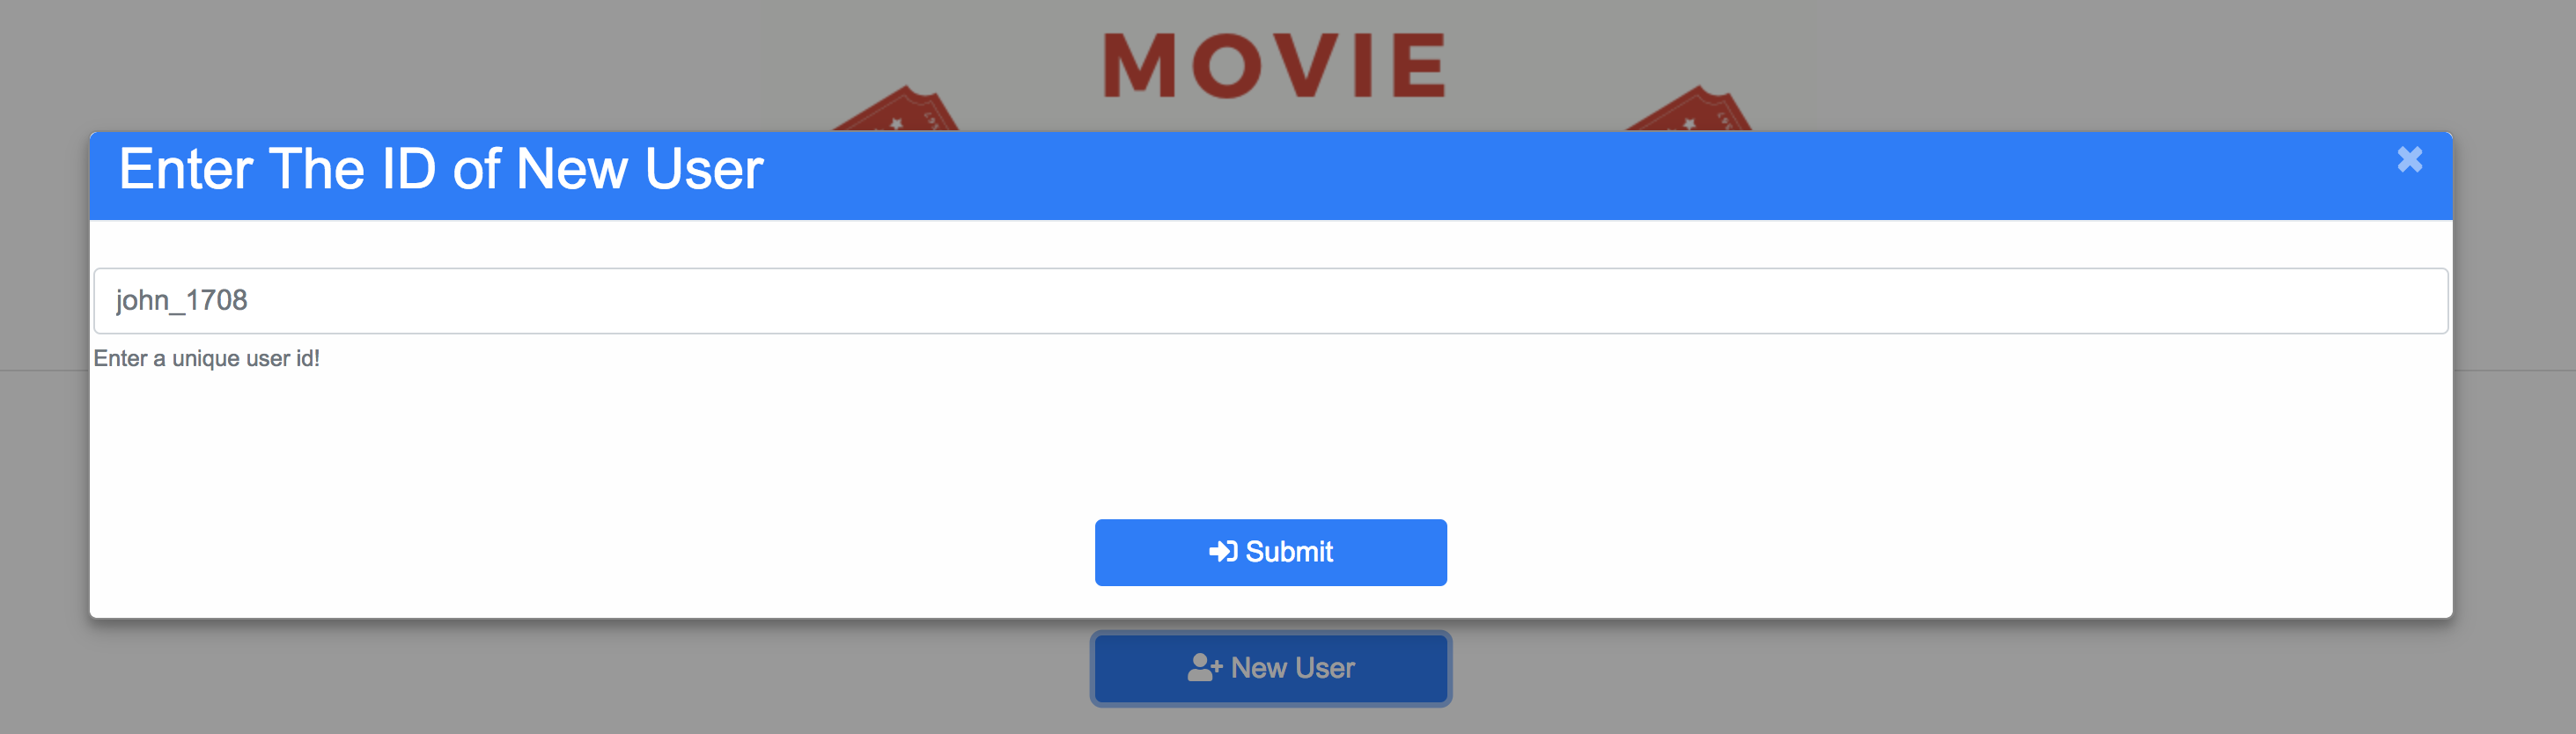 MOVIE
Enter The ID of New User
john_1708
Enter a unique user id!
Submit
New User